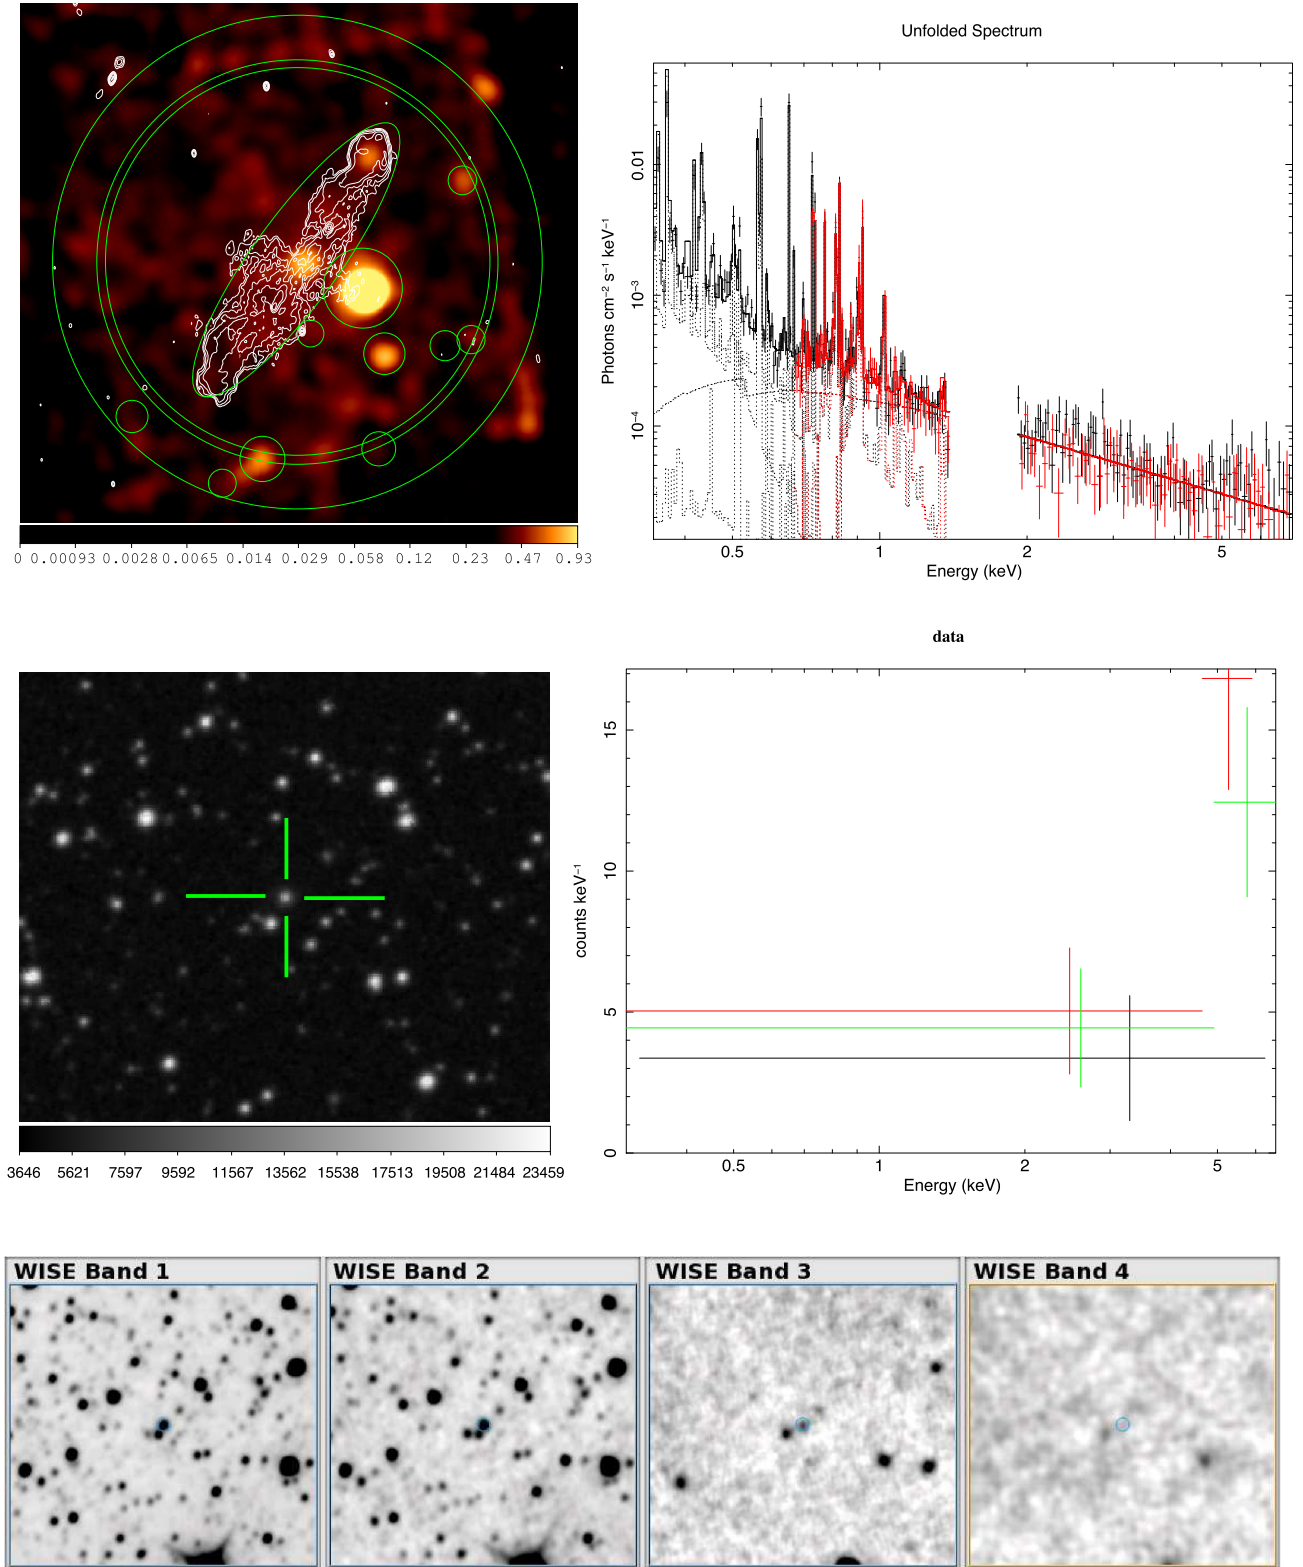 0 0.00093 0.0028 0.0065 0.014 0.029 0.058 0.12 0.23 0.47 0.93
Unfolded Spectrum
Photons cm⁻² s⁻¹ keV⁻¹
0.01
10⁻³
10⁻⁴
0.5 1 2 5
Energy (keV)
3646 5621 7597 9592 11567 13562 15538 17513 19508 21484 23459
data
counts keV⁻¹
15
10
5
0
0.5 1 2 5
Energy (keV)
WISE Band 1 WISE Band 2 WISE Band 3 WISE Band 4